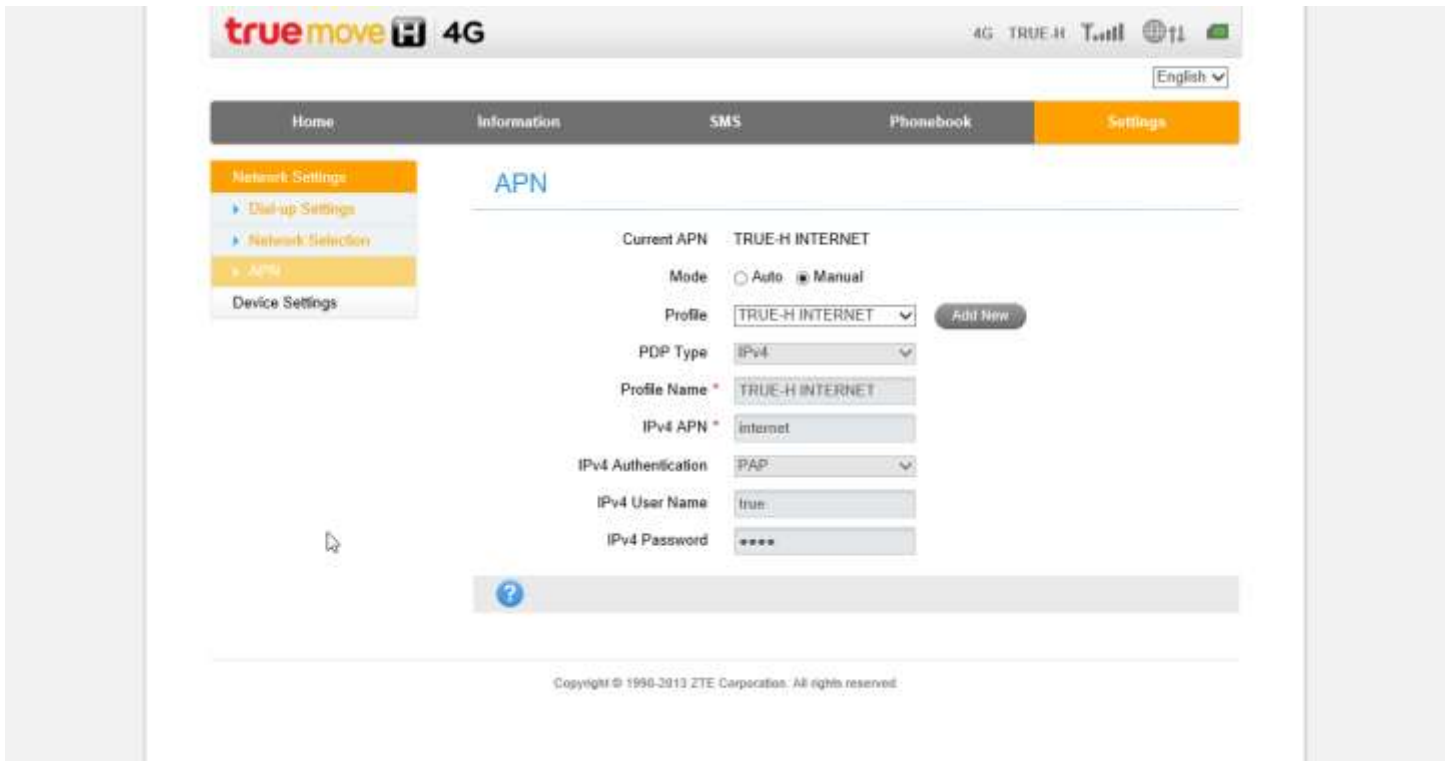 truemove H 4G
4G TRUE-H
English
Home Information SMS Phonebook Settings
Network Settings
Dial-up Settings
Network Selection
APN
Device Settings
APN
Current APN TRUE-H INTERNET
Mode Auto Manual
Profile TRUE-H INTERNET Add New
PDP Type IPv4
Profile Name * TRUE-H INTERNET
IPv4 APN * internet
IPv4 Authentication PAP
IPv4 User Name true
IPv4 Password ••••
?
Copyright © 1998-2013 ZTE Corporation. All rights reserved